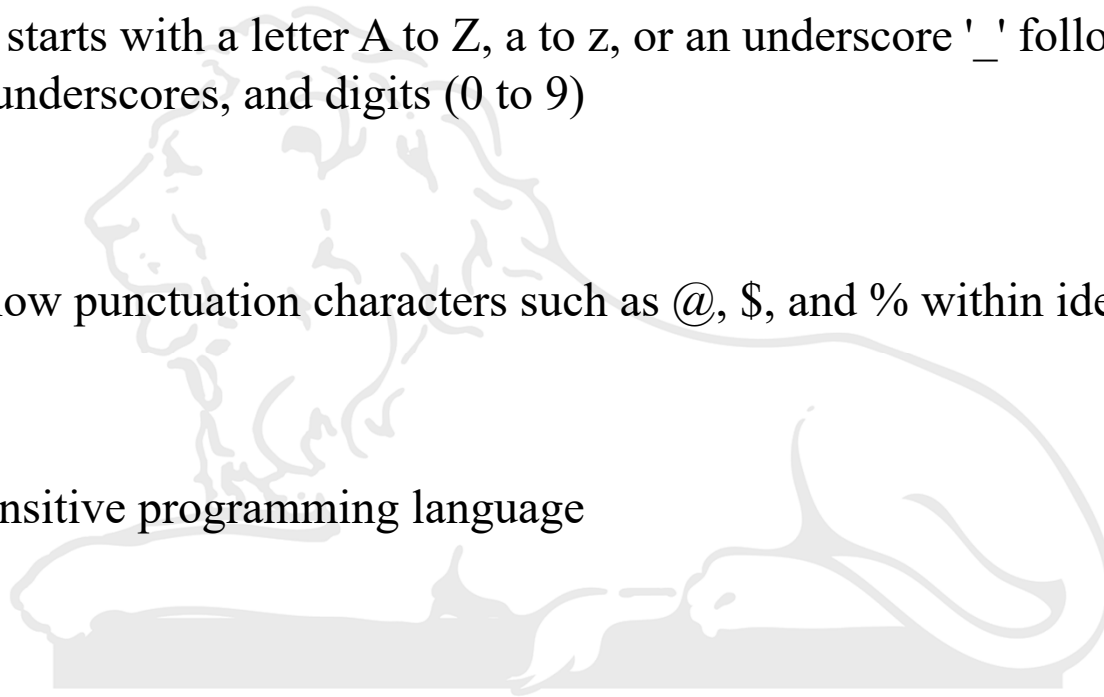 starts with a letter A to Z, a to z, or an underscore '_' follo
underscores, and digits (0 to 9)
low punctuation characters such as @, $, and % within ide
nsitive programming language